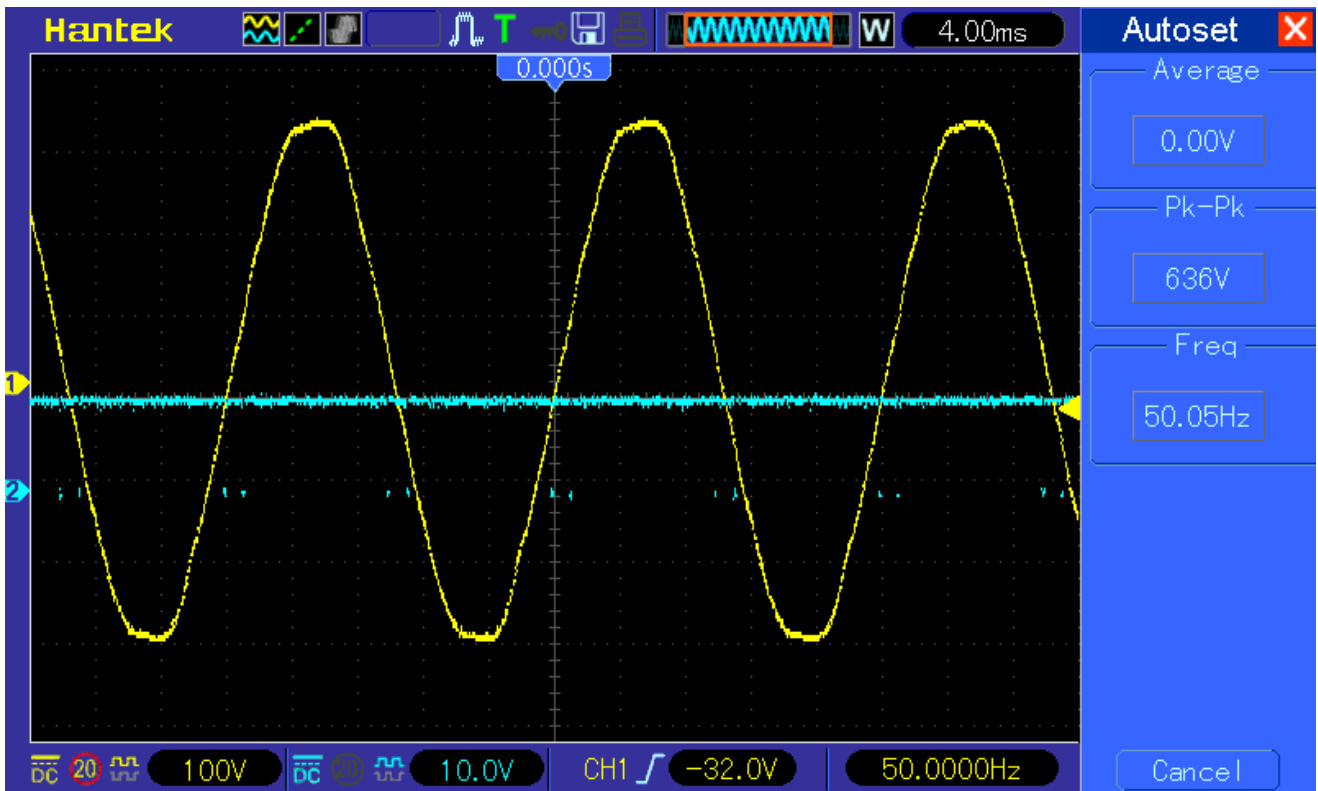 Hantek
T
W
4.00ms
Autoset
0.000s
Average
0.00V
Pk-Pk
636V
Freq
50.05Hz
1
2
DC 20 100V DC 20 10.0V CH1 -32.0V 50.0000Hz
Cancel